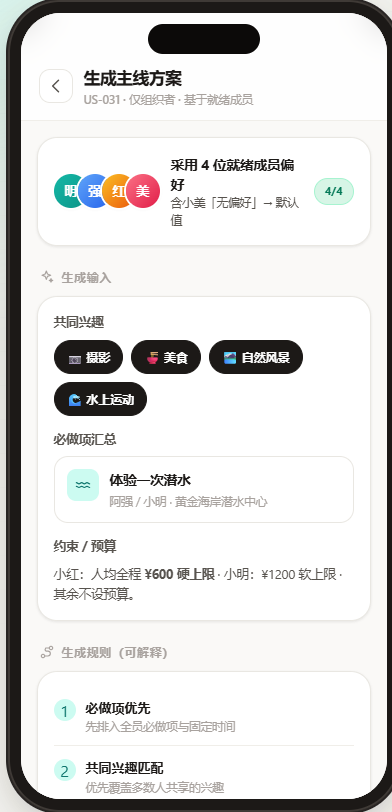 生成主线方案
US-031 · 仅组织者 · 基于就绪成员
明 强 红 美
采用 4 位就绪成员偏
好
含小美「无偏好」→ 默认
值
4/4
生成输入
共同兴趣
摄影 美食 自然风景
水上运动
必做项汇总
体验一次潜水
阿强 / 小明 · 黄金海岸潜水中心
约束 / 预算
小红：人均全程 ¥600 硬上限 · 小明：¥1200 软上限 ·
其余不设预算。
生成规则（可解释）
1 必做项优先
先排入全员必做项与固定时间
2 共同兴趣匹配
优先覆盖多数人共享的兴趣